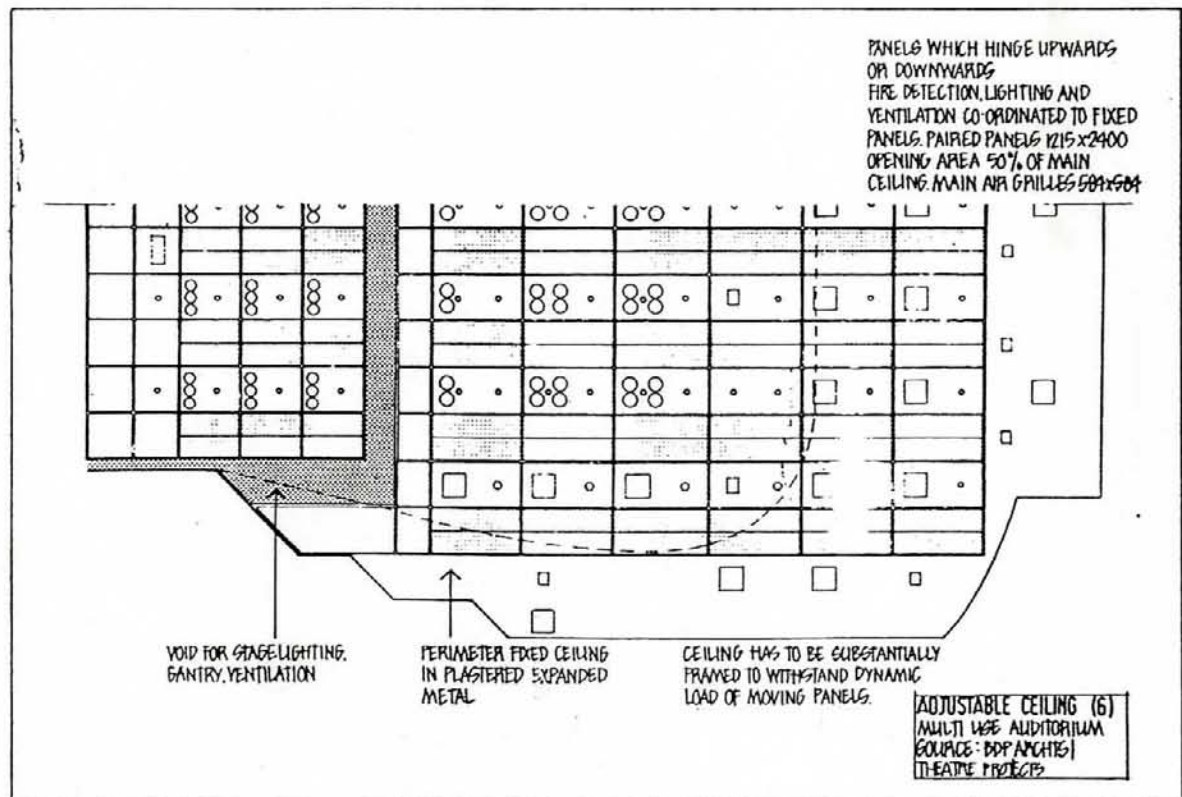 PANELS WHICH HINGE UPWARDS
OR DOWNWARDS
FIRE DETECTION, LIGHTING AND
VENTILATION CO-ORDINATED TO FIXED
PANELS. PAIRED PANELS 1215x2400
OPENING AREA 50% OF MAIN
CEILING. MAIN AIR GRILLES 584x584
VOID FOR STAGE LIGHTING,
GANTRY, VENTILATION
PERIMETER FIXED CEILING
IN PLASTERED EXPANDED
METAL
CEILING HAS TO BE SUBSTANTIALLY
FRAMED TO WITHSTAND DYNAMIC
LOAD OF MOVING PANELS.
ADJUSTABLE CEILING (6)
MULTI USE AUDITORIUM
SOURCE: BDP ARCHTS/
THEATRE PROJECTS